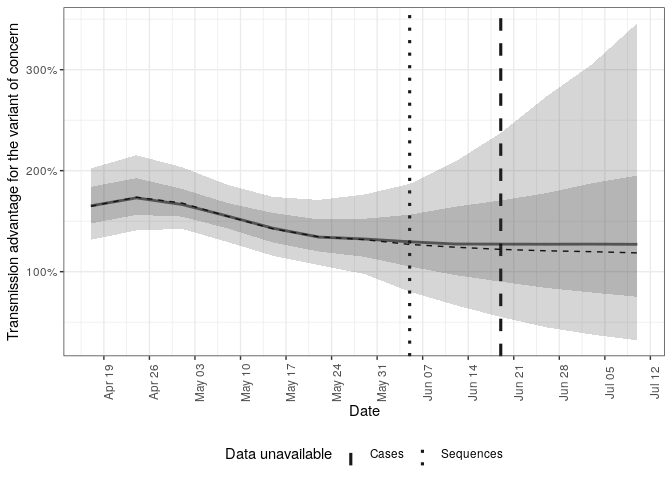 Transmission advantage for the variant of concern
300%
200%
100%
Apr 19
Apr 26
May 03
May 10
May 17
May 24
May 31
Jun 07
Jun 14
Jun 21
Jun 28
Jul 05
Jul 12
Date
Data unavailable Cases Sequences